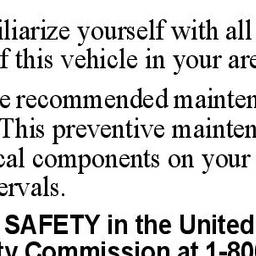 iliarize yourself with all
f this vehicle in your are
e recommended mainten
This preventive mainten
cal components on your
ervals.
SAFETY in the United
ty Commission at 1-800